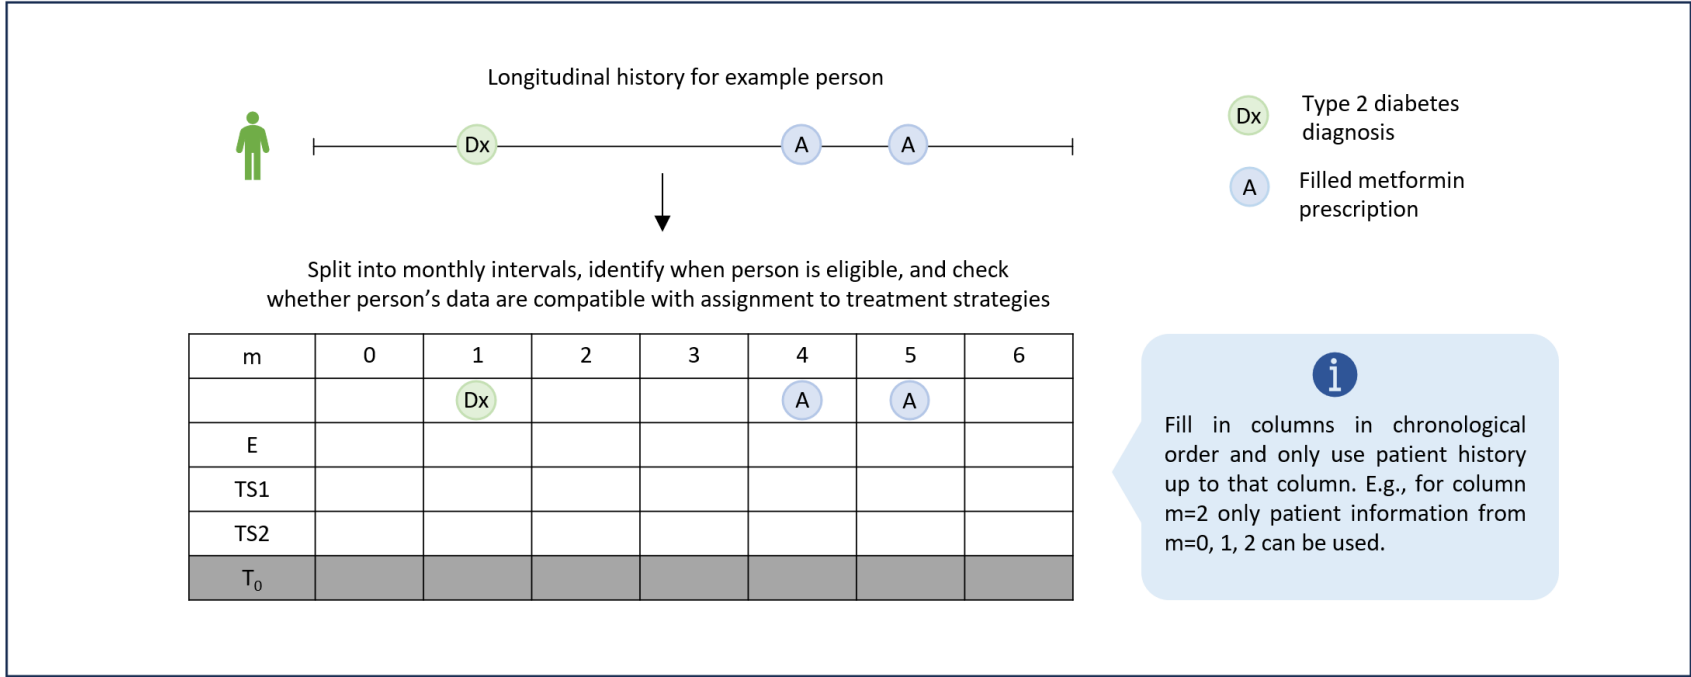 Longitudinal history for example person
Dx
A
A
Dx
Type 2 diabetes
diagnosis
A
Filled metformin
prescription
Split into monthly intervals, identify when person is eligible, and check
whether person's data are compatible with assignment to treatment strategies
m 0 1 2 3 4 5 6
Dx A A
E
TS1
TS2
T0
i
Fill in columns in chronological
order and only use patient history
up to that column. E.g., for column
m=2 only patient information from
m=0, 1, 2 can be used.